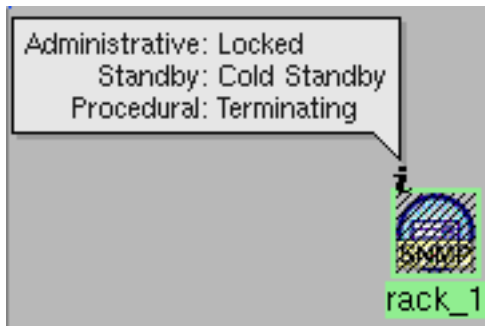 Administrative: Locked
Standby: Cold Standby
Procedural: Terminating
i
SNMP
rack_1